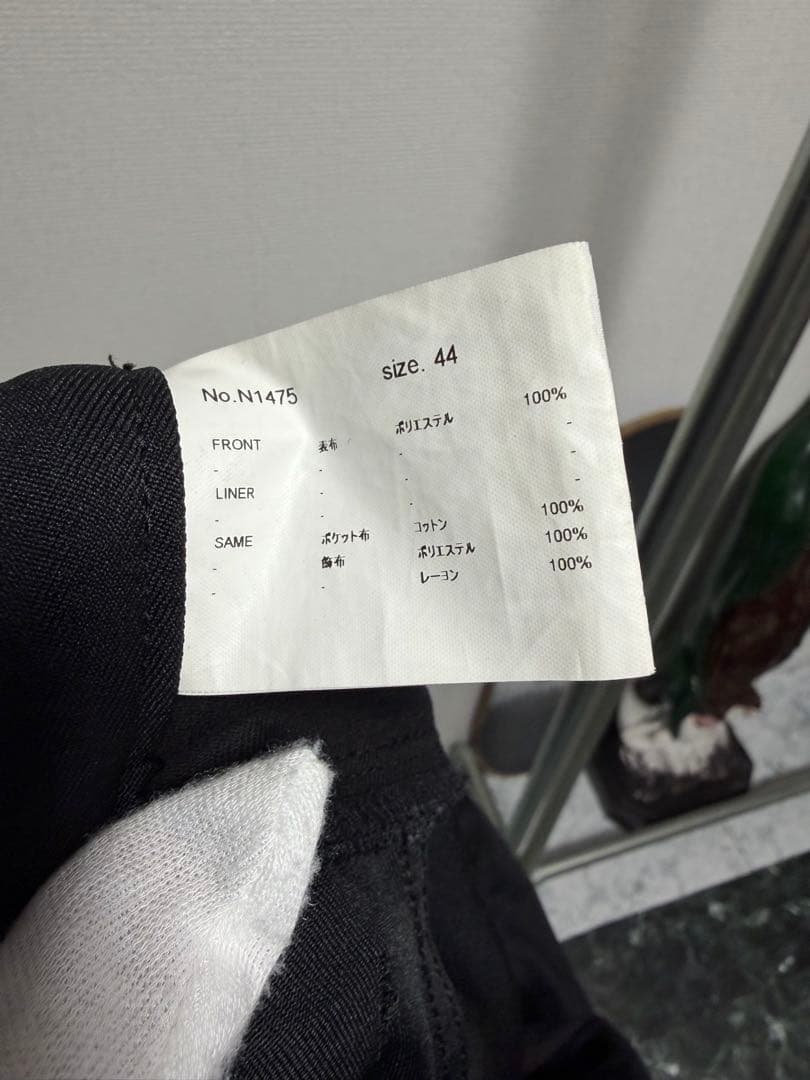 No.N1475 size. 44
FRONT 表布 ポリエステル 100%
- - - -
LINER - - -
- - - -
SAME ポケット布 コットン 100%
- 飾布 ポリエステル 100%
- - レーヨン 100%